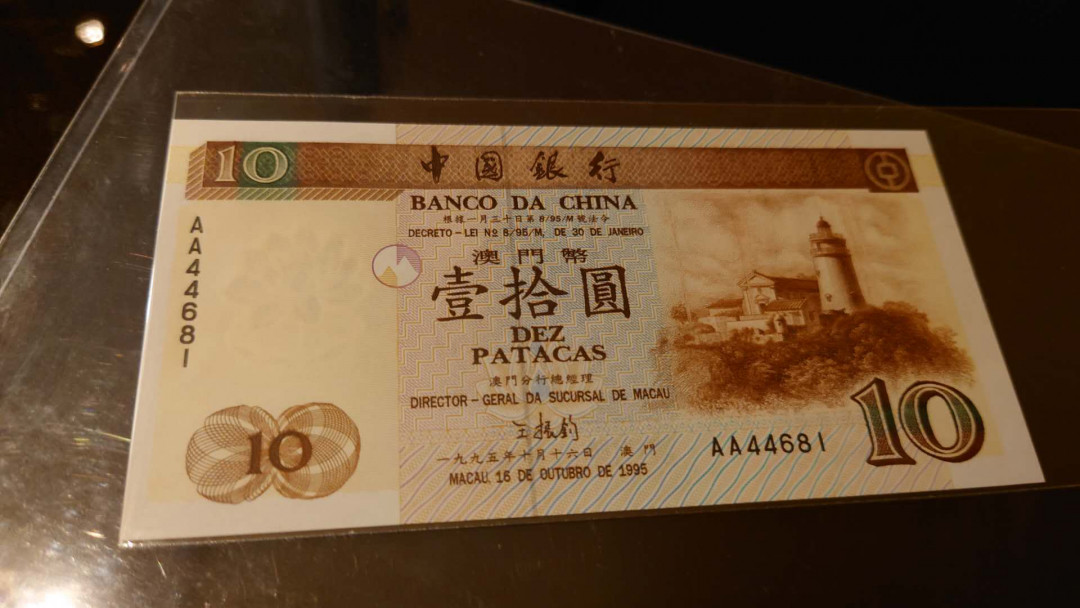 10
中國銀行
BANCO DA CHINA
根據一月三十日第8/95/M號法令
DECRETO-LEI Nº 8/95/M, DE 30 DE JANEIRO
澳門幣
壹拾圓
DEZ
PATACAS
澳門分行總經理
DIRECTOR-GERAL DA SUCURSAL DE MACAU
王振鈞
一九九五年十月十六日 澳門
MACAU, 16 DE OUTUBRO DE 1995
AA44681
10
AA44681
10